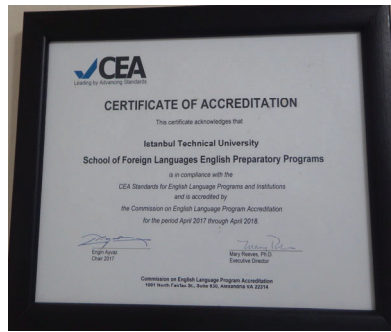 CEA
Leading by Advancing Standards
CERTIFICATE OF ACCREDITATION
This certificate acknowledges that
Istanbul Technical University
School of Foreign Languages English Preparatory Programs
is in compliance with the
CEA Standards for English Language Programs and Institutions
and is accredited by
the Commission on English Language Program Accreditation
for the period April 2017 through April 2018.
Engin Ayvaz
Chair 2017
Mary Reeves, PH.D.
Executive Director
Commission on English Language Program Accreditation
1001 North Fairfax St., Suite 630, Alexandria VA 22314